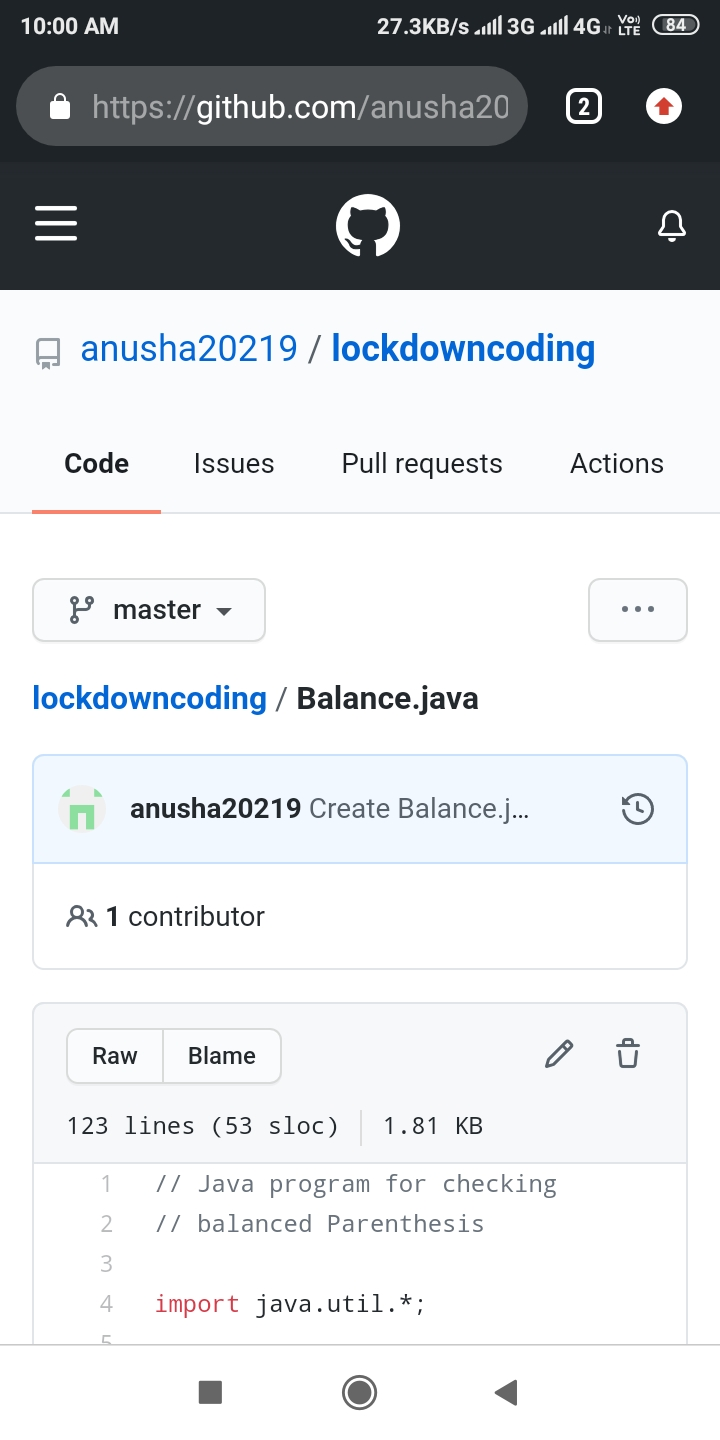 10:00 AM 27.3KB/s 3G 4G Vo) LTE 84
https://github.com/anusha20 2
anusha20219 / lockdowncoding
Code Issues Pull requests Actions
master
lockdowncoding / Balance.java
anusha20219 Create Balance.j...
1 contributor
Raw Blame
123 lines (53 sloc) 1.81 KB
1 // Java program for checking
2 // balanced Parenthesis
3
4 import java.util.*;
5